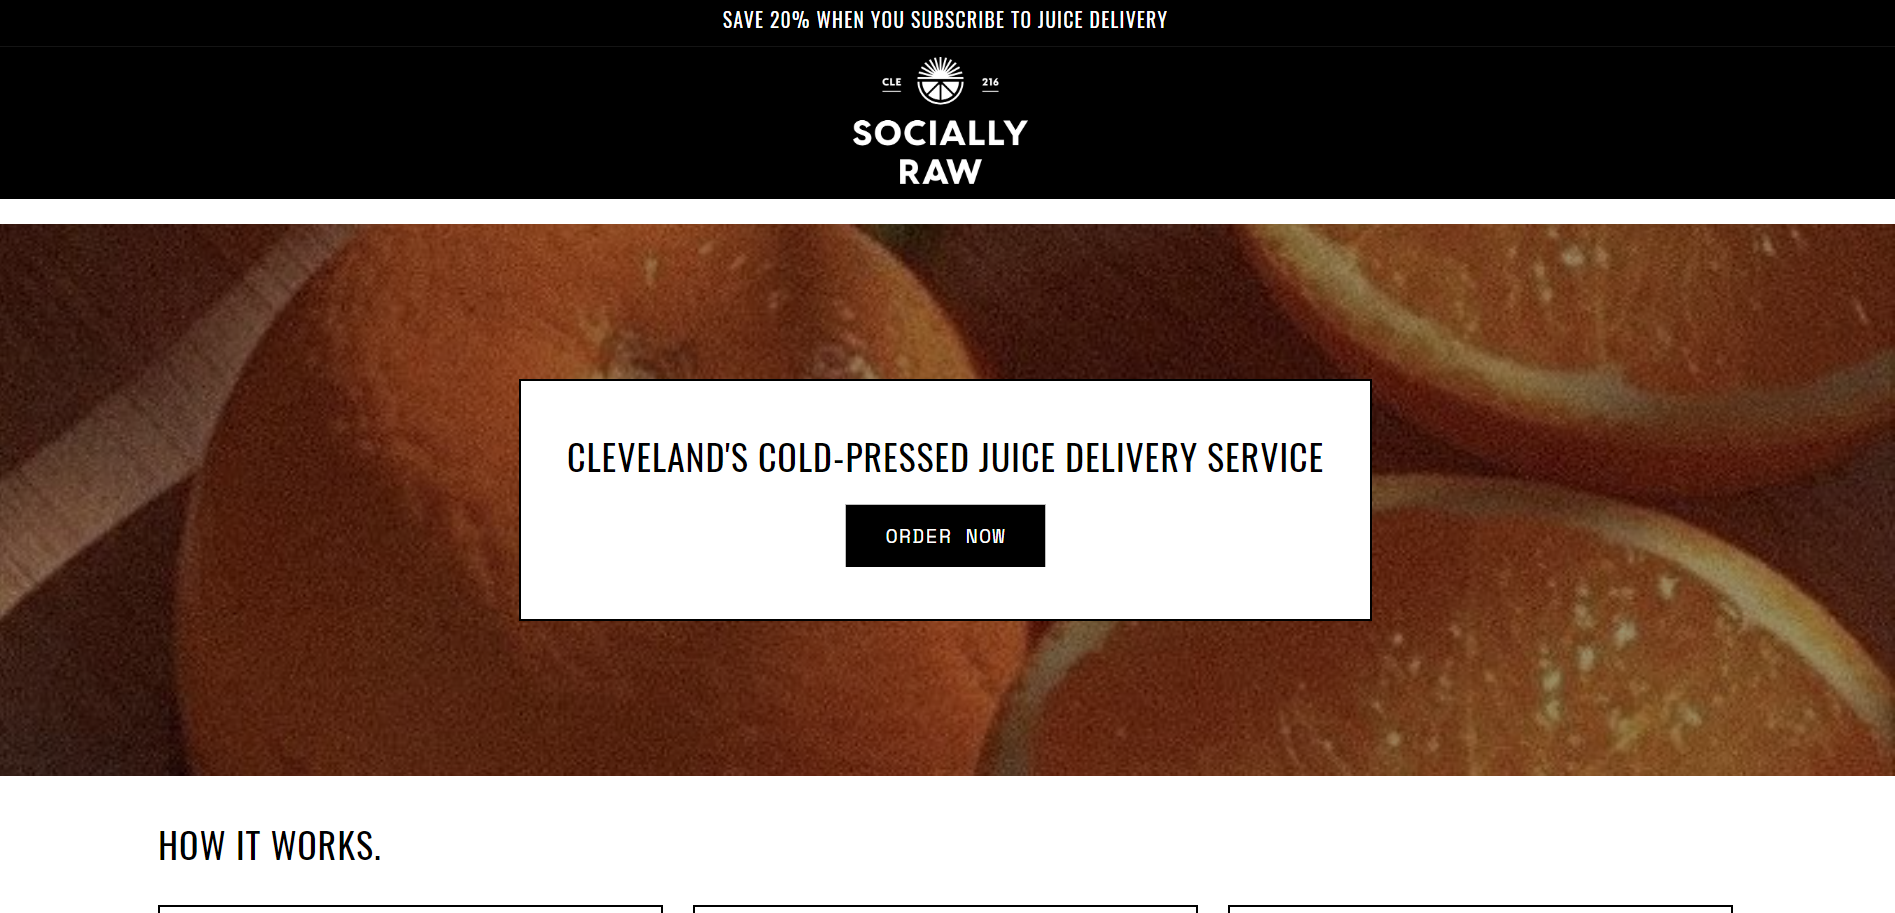 SAVE 20% WHEN YOU SUBSCRIBE TO JUICE DELIVERY
CLE 216
SOCIALLY
RAW
CLEVELAND'S COLD-PRESSED JUICE DELIVERY SERVICE
ORDER NOW
HOW IT WORKS.